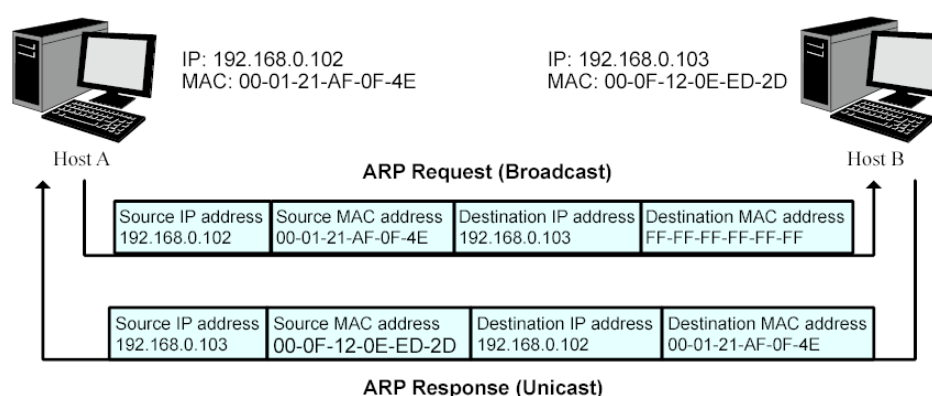 IP: 192.168.0.102
MAC: 00-01-21-AF-0F-4E
IP: 192.168.0.103
MAC: 00-0F-12-0E-ED-2D
Host A
Host B
ARP Request (Broadcast)
Source IP address
192.168.0.102
Source MAC address
00-01-21-AF-0F-4E
Destination IP address
192.168.0.103
Destination MAC address
FF-FF-FF-FF-FF-FF
Source IP address
192.168.0.103
Source MAC address
00-0F-12-0E-ED-2D
Destination IP address
192.168.0.102
Destination MAC address
00-01-21-AF-0F-4E
ARP Response (Unicast)